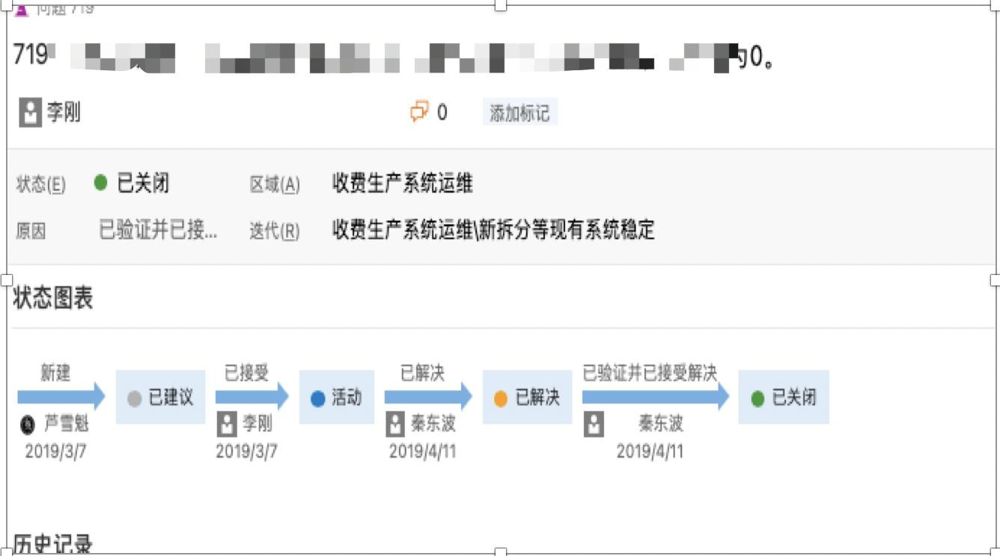 问题 719
719
为0。
李刚
0 添加标记
状态(E) 已关闭 区域(A) 收费生产系统运维
原因 已验证并已接... 迭代(R) 收费生产系统运维\新拆分等现有系统稳定
状态图表
新建 已接受 已解决 已验证并已接受解决
已建议 活动 已解决 已关闭
芦雪魁 李刚 秦东波 秦东波
2019/3/7 2019/3/7 2019/4/11 2019/4/11
历史记录